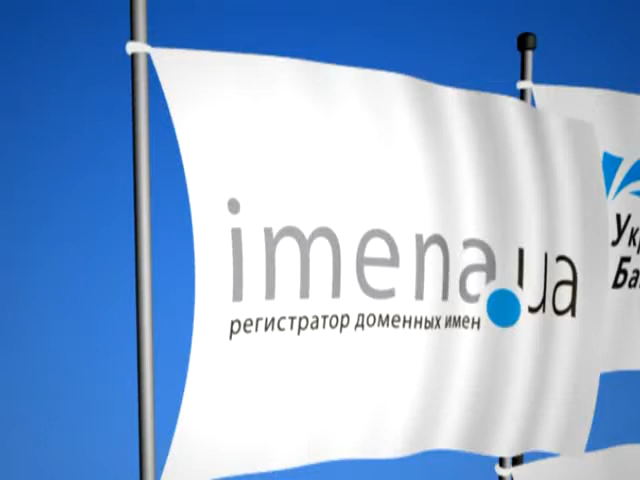 imena.ua
регистратор доменных имен